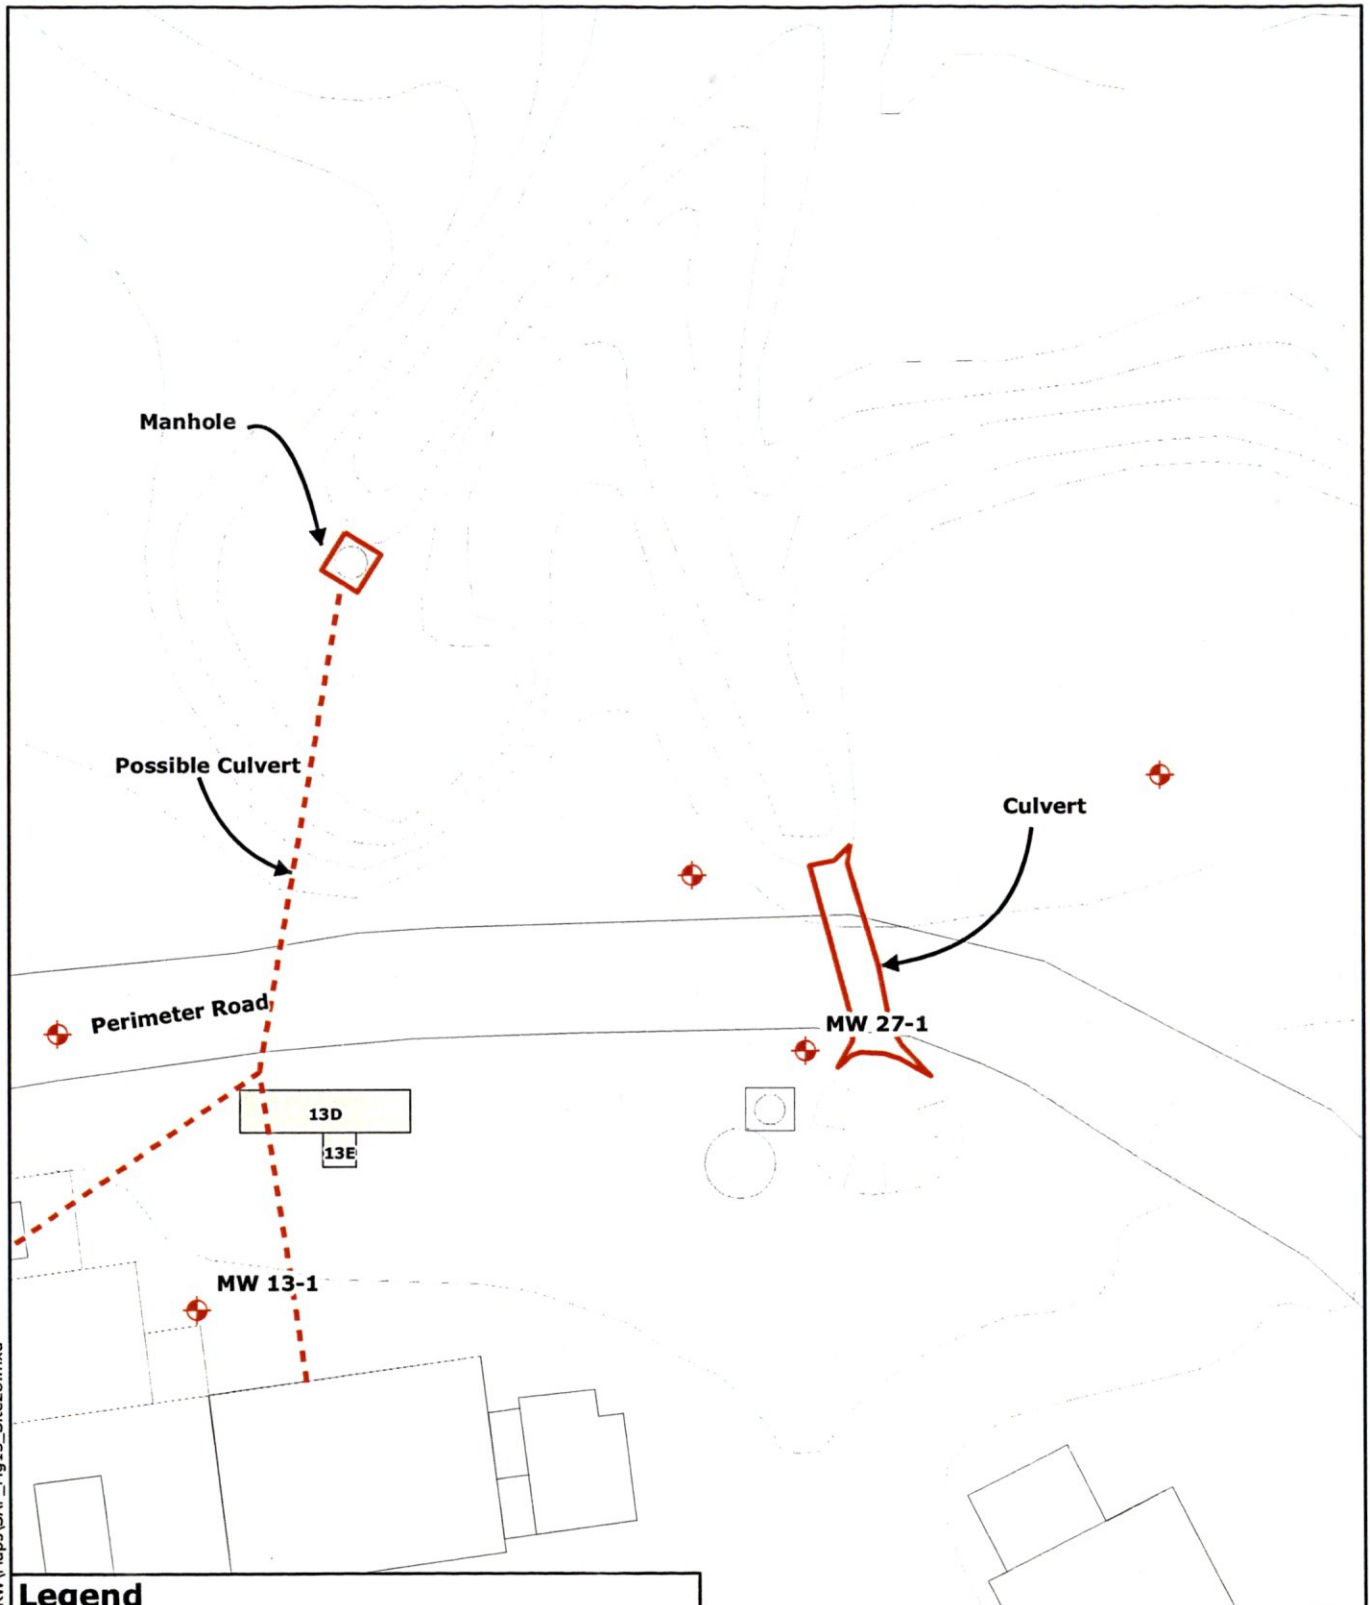 Manhole
Possible Culvert
Culvert
Perimeter Road
MW 27-1
13D
13E
MW 13-1
Legend